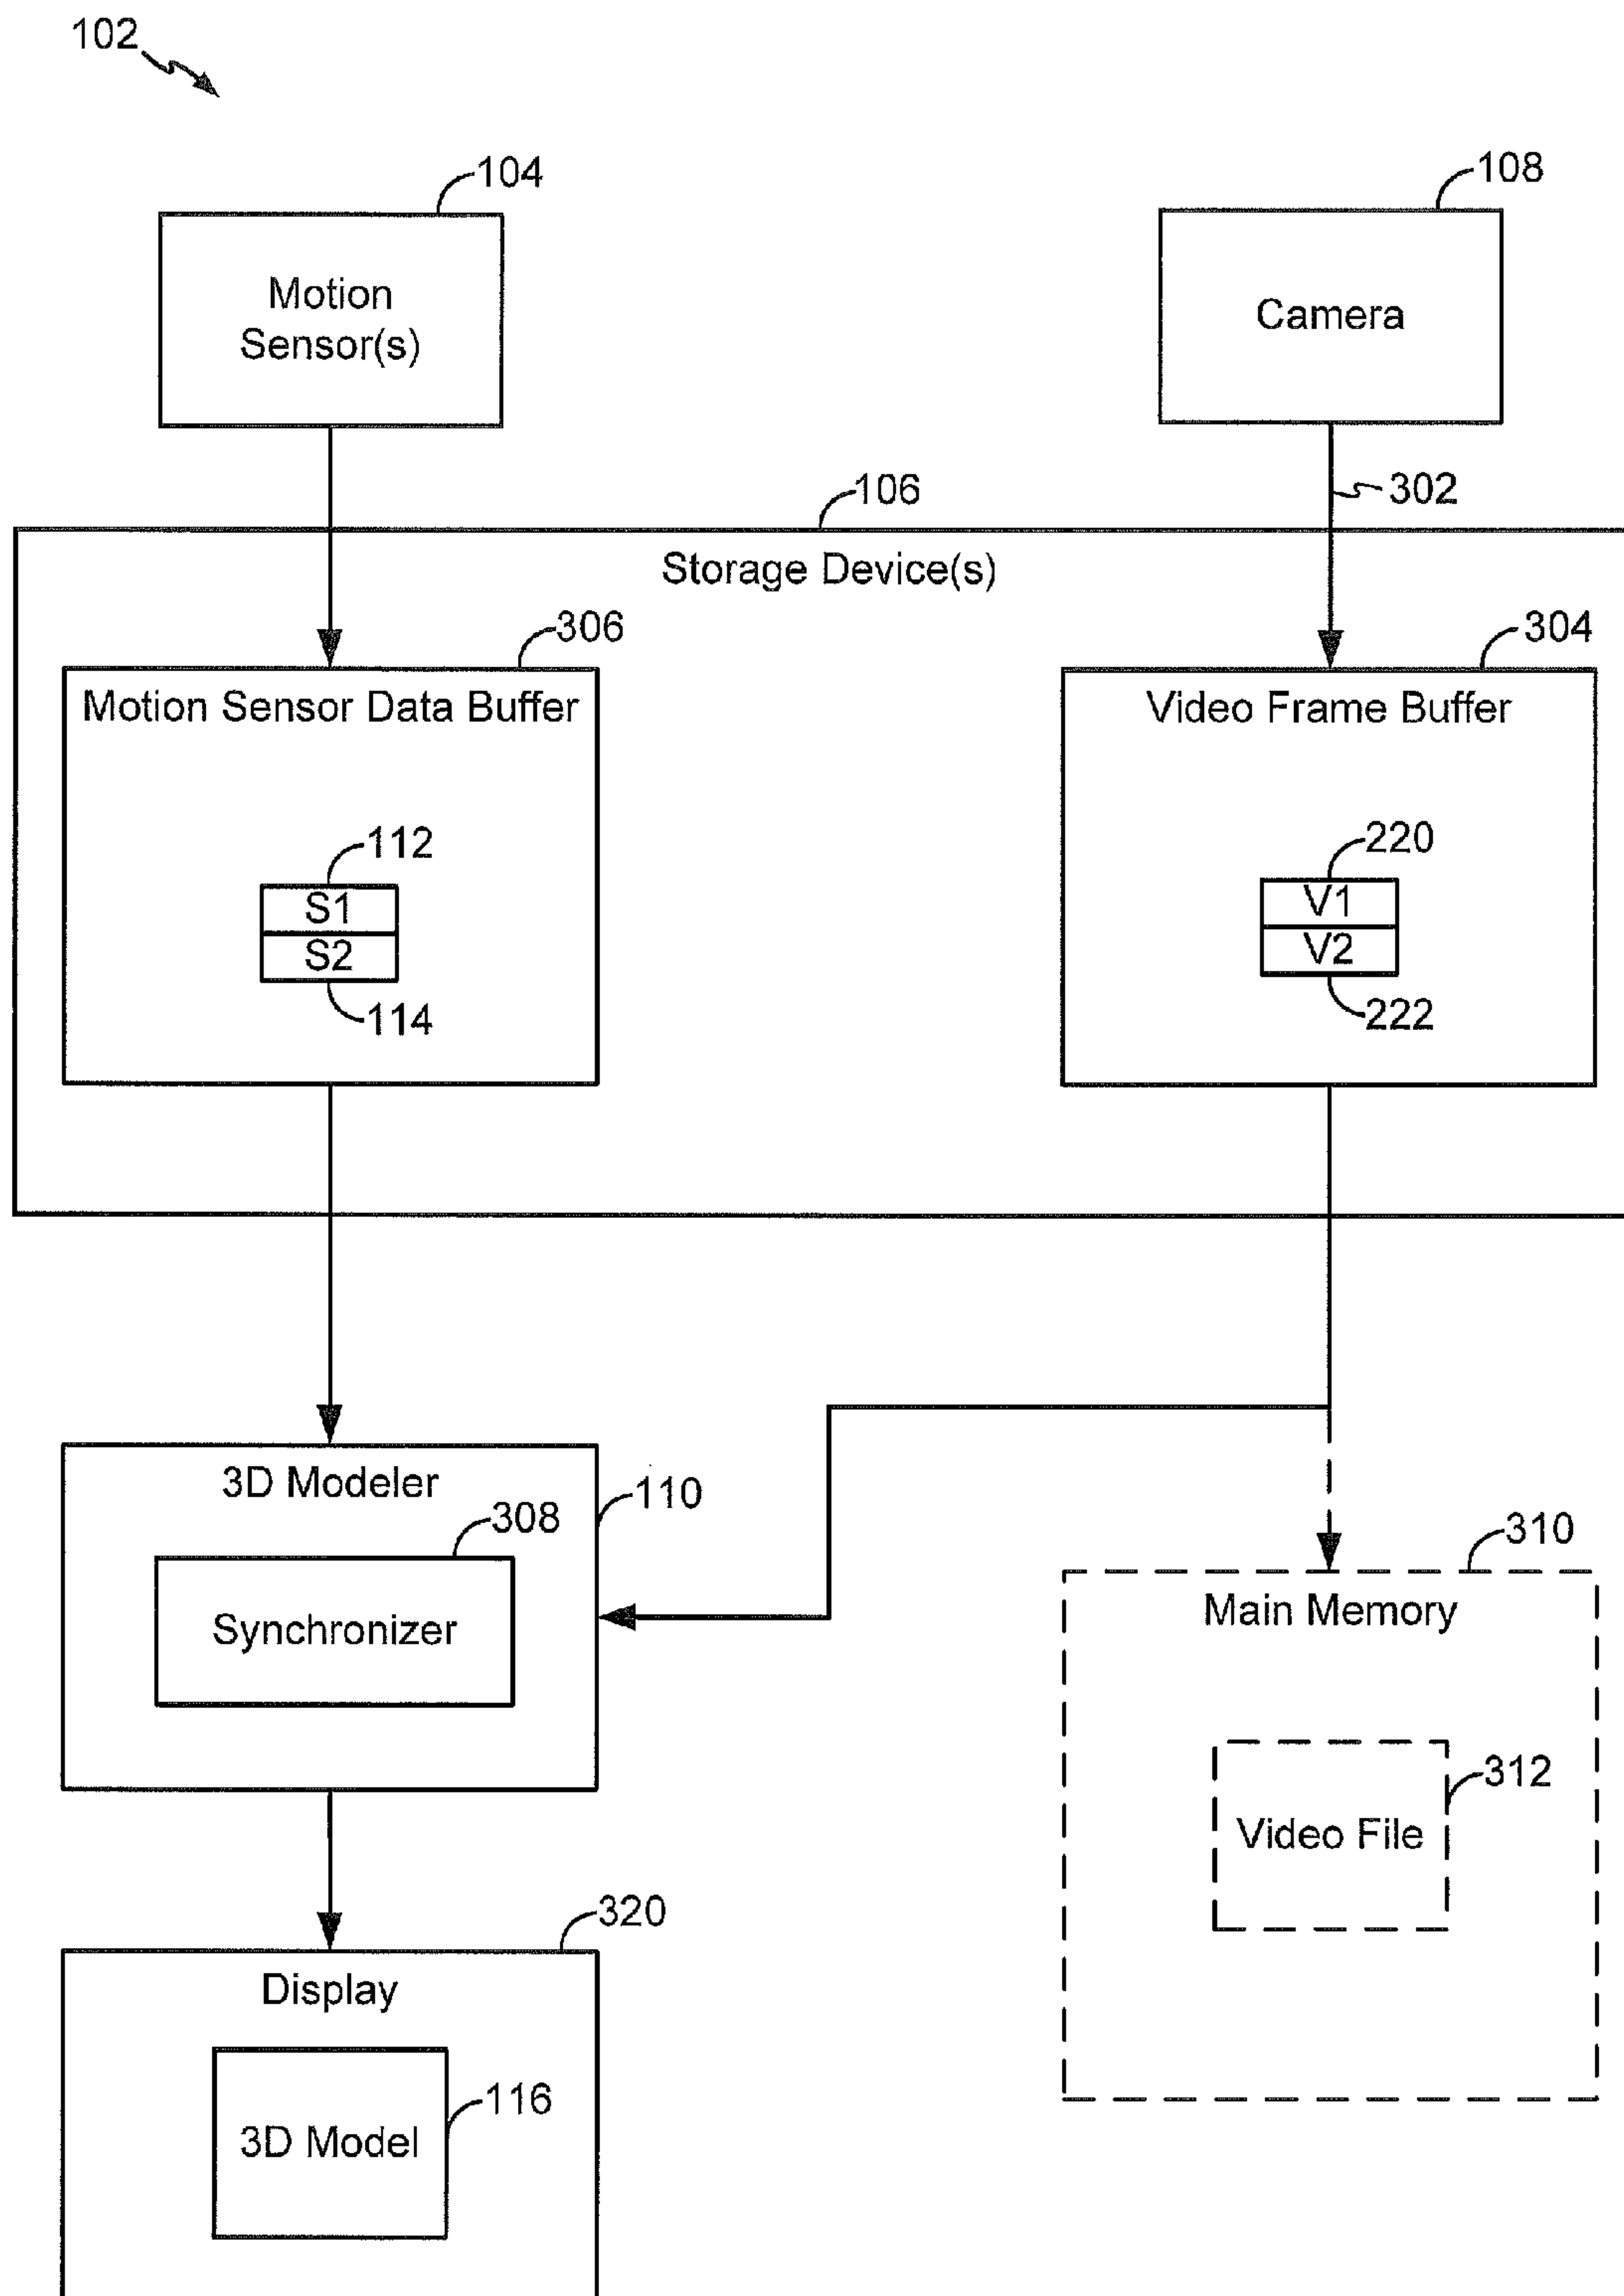 102
104
108
Motion
Sensor(s)
Camera
106
302
Storage Device(s)
306
304
Motion Sensor Data Buffer
Video Frame Buffer
112
220
S1
V1
S2
V2
114
222
3D Modeler
110
308
310
Synchronizer
Main Memory
312
Video File
320
Display
116
3D Model